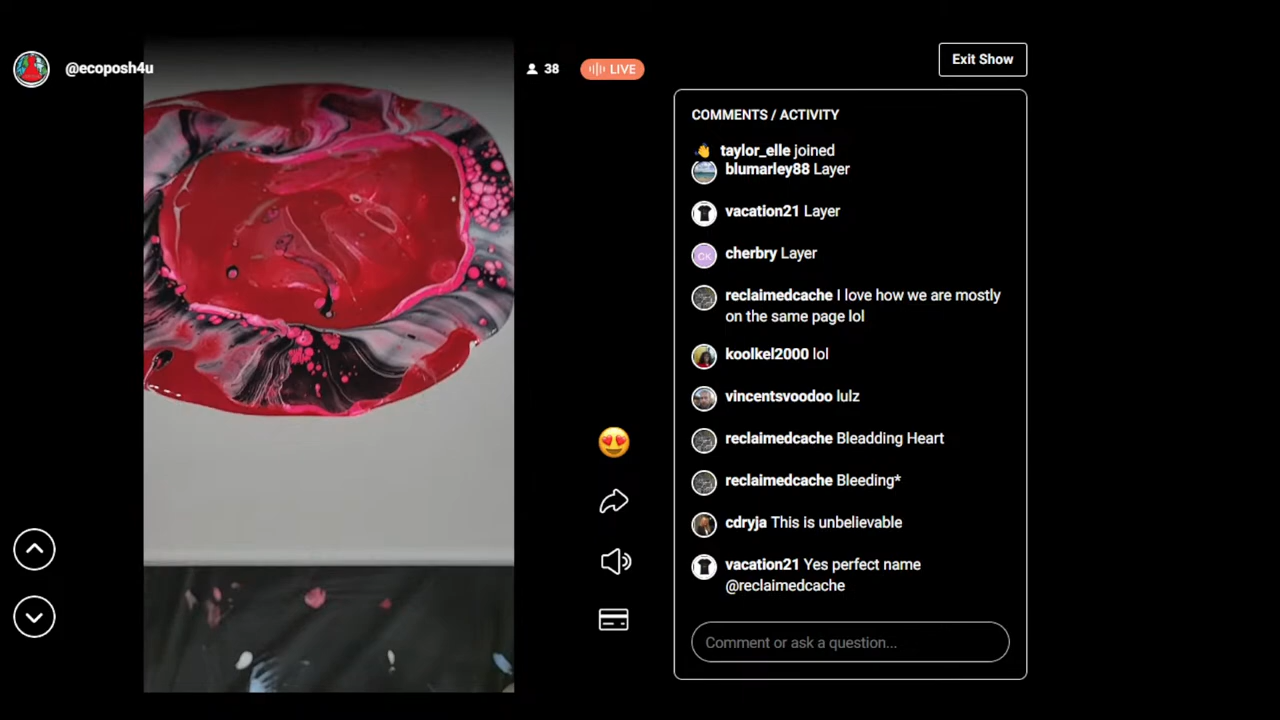 @ecoposh4u
38
LIVE
Exit Show
COMMENTS / ACTIVITY
taylor_elle joined
blumarley88 Layer
vacation21 Layer
CK
cherbry Layer
reclaimedcache I love how we are mostly
on the same page lol
koolkel2000 lol
vincentsvoodoo lulz
reclaimedcache Bleadding Heart
reclaimedcache Bleeding*
cdryja This is unbelievable
vacation21 Yes perfect name
@reclaimedcache
Comment or ask a question...